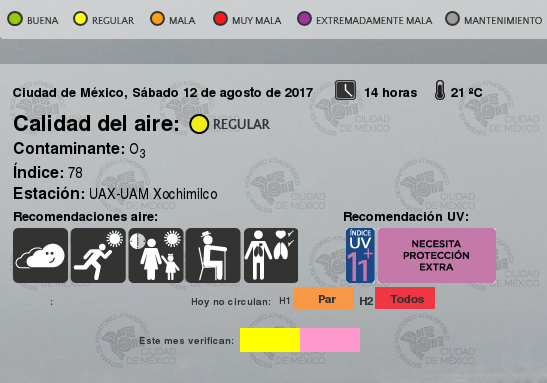 BUENA REGULAR MALA MUY MALA EXTREMADAMENTE MALA MANTENIMIENTO
Ciudad de México, Sábado 12 de agosto de 2017 14 horas 21 ºC
Calidad del aire: REGULAR
Contaminante: O3
Índice: 78
Estación: UAX-UAM Xochimilco
Recomendaciones aire: Recomendación UV:
ÍNDICE UV 11+ NECESITA PROTECCIÓN EXTRA
: Hoy no circulan: H1 Par H2 Todos
Este mes verifican: